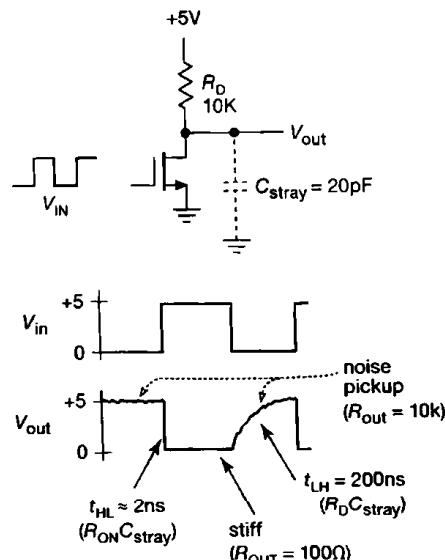 +5V
R_D
10K
V_out
V_IN
C_stray = 20pF
+5
V_in
0
noise
pickup
(R_out = 10k)
+5
V_out
0
t_HL ≈ 2ns
(R_ON C_stray)
t_LH = 200ns
(R_D C_stray)
stiff
(R_OUT = 100Ω)